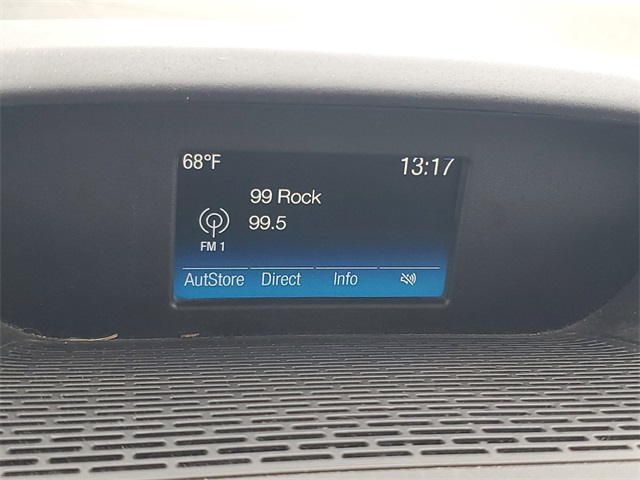 68°F 13:17
99 Rock
99.5
FM 1
AutStore Direct Info